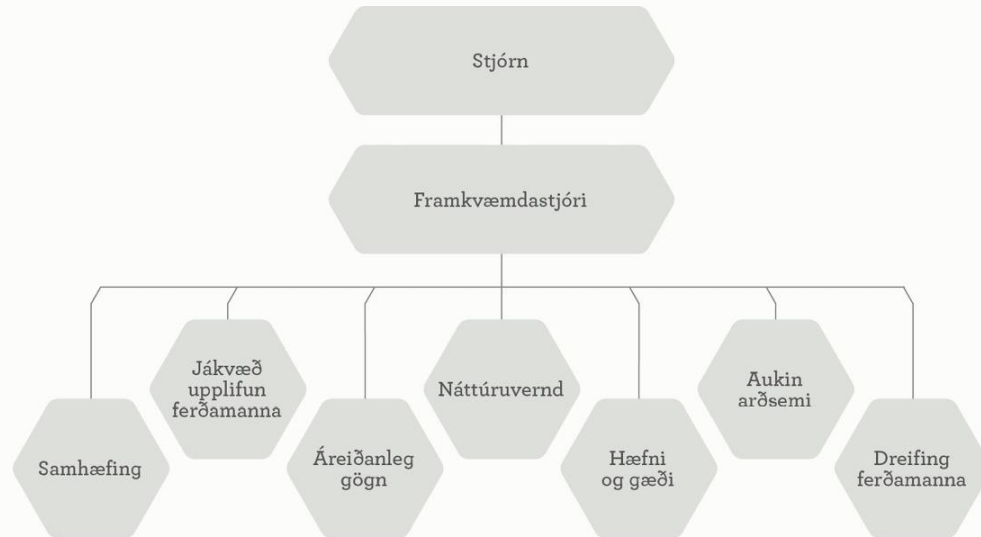 Stjórn
Framkvæmdastjóri
Samhæfing
Jákvæð
upplifun
ferðamanna
Áreiðanleg
gögn
Náttúruvernd
Hæfni
og gæði
Aukin
arðsemi
Dreifing
ferðamanna